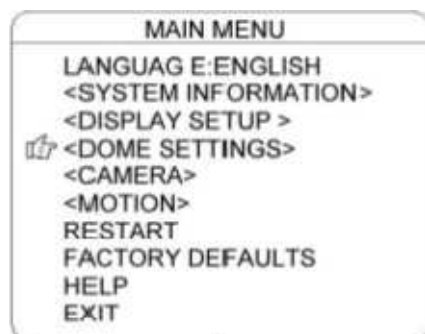 MAIN MENU
LANGUAG E:ENGLISH
<SYSTEM INFORMATION>
<DISPLAY SETUP >
<DOME SETTINGS>
<CAMERA>
<MOTION>
RESTART
FACTORY DEFAULTS
HELP
EXIT